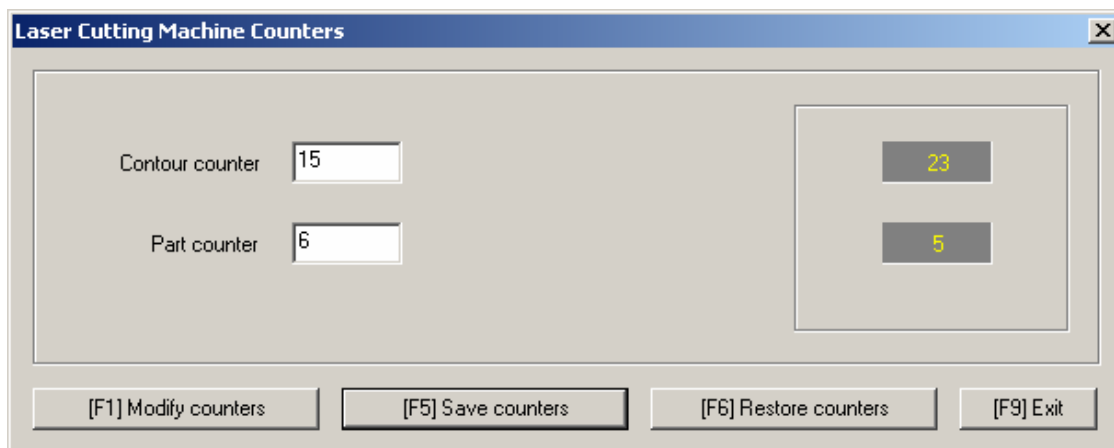 Laser Cutting Machine Counters
Contour counter 15 23
Part counter 6 5
[F1] Modify counters [F5] Save counters [F6] Restore counters [F9] Exit